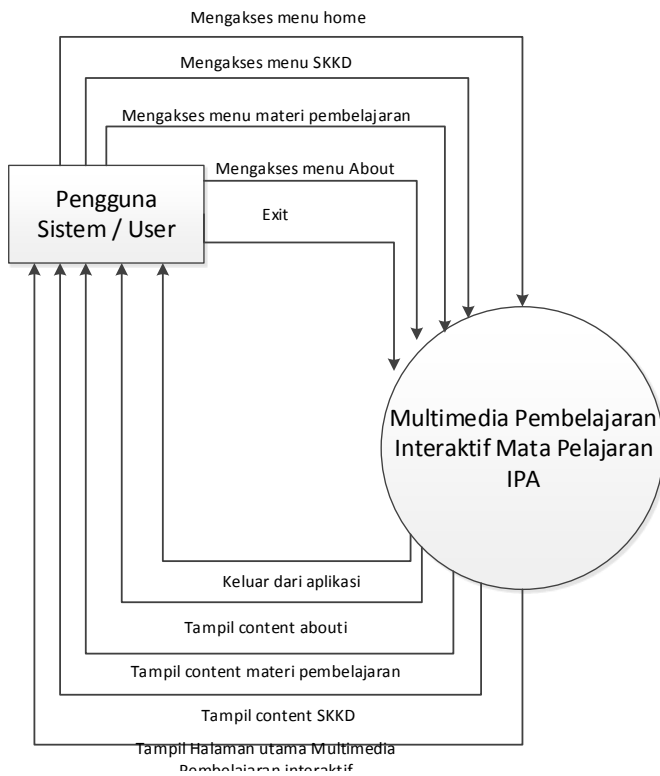 Mengakses menu home
Mengakses menu SKKD
Mengakses menu materi pembelajaran
Mengakses menu About
Pengguna
Sistem / User
Exit
Multimedia Pembelajaran
Interaktif Mata Pelajaran
IPA
Keluar dari aplikasi
Tampil content abouti
Tampil content materi pembelajaran
Tampil content SKKD
Tampil Halaman utama Multimedia
Pembelajaran interaktif